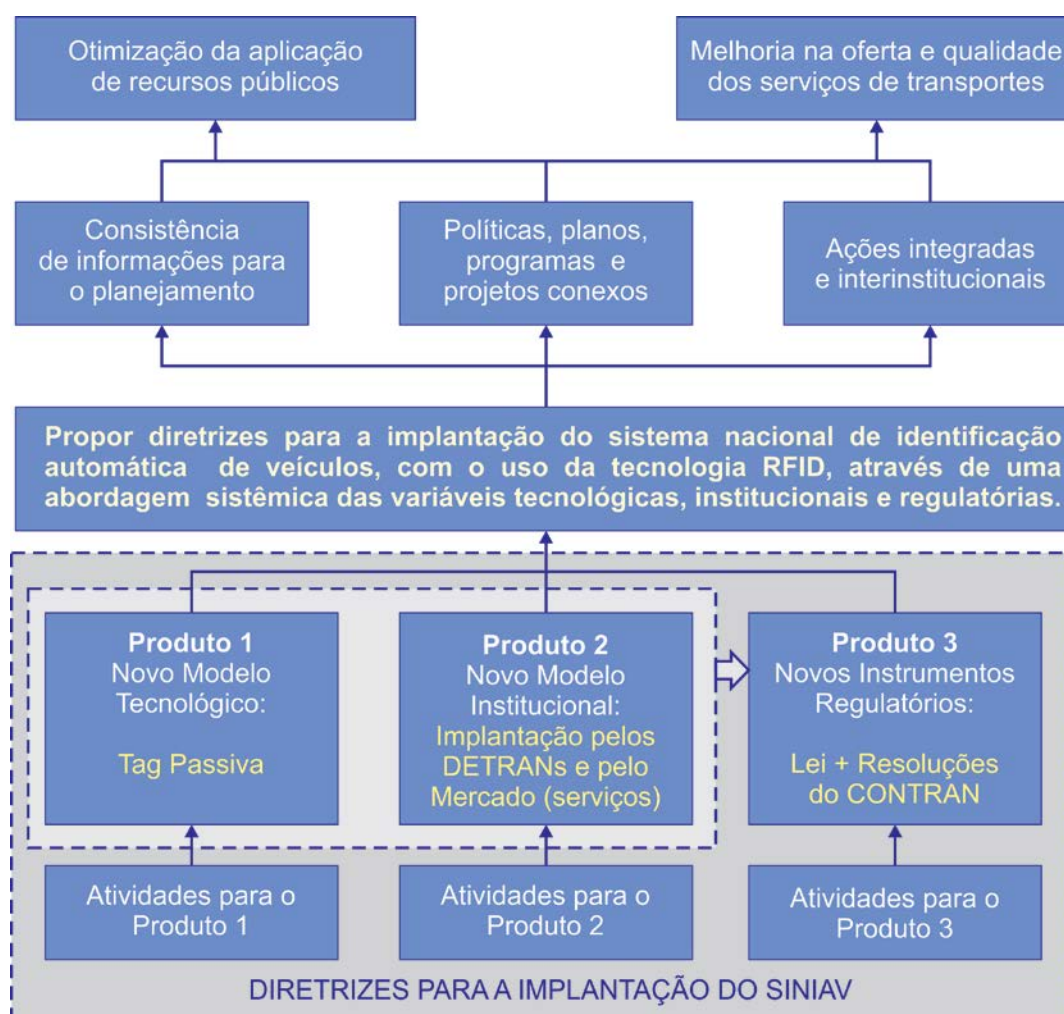 Otimização da aplicação
de recursos públicos
Melhoria na oferta e qualidade
dos serviços de transportes
Consistência
de informações para
o planejamento
Políticas, planos,
programas e
projetos conexos
Ações integradas
e interinstitucionais
Propor diretrizes para a implantação do sistema nacional de identificação
automática de veículos, com o uso da tecnologia RFID, através de uma
abordagem sistêmica das variáveis tecnológicas, institucionais e regulatórias.
Produto 1
Novo Modelo
Tecnológico:
Tag Passiva
Produto 2
Novo Modelo
Institucional:
Implantação pelos
DETRANs e pelo
Mercado (serviços)
Produto 3
Novos Instrumentos
Regulatórios:
Lei + Resoluções
do CONTRAN
Atividades para o
Produto 1
Atividades para o
Produto 2
Atividades para o
Produto 3
DIRETRIZES PARA A IMPLANTAÇÃO DO SINIAV